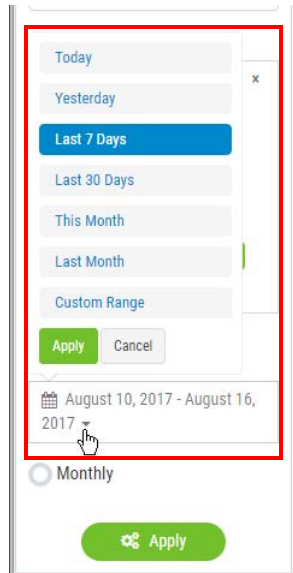 Today
x
Yesterday
Last 7 Days
Last 30 Days
This Month
Last Month
Custom Range
Apply Cancel
August 10, 2017 - August 16,
2017
Monthly
Apply